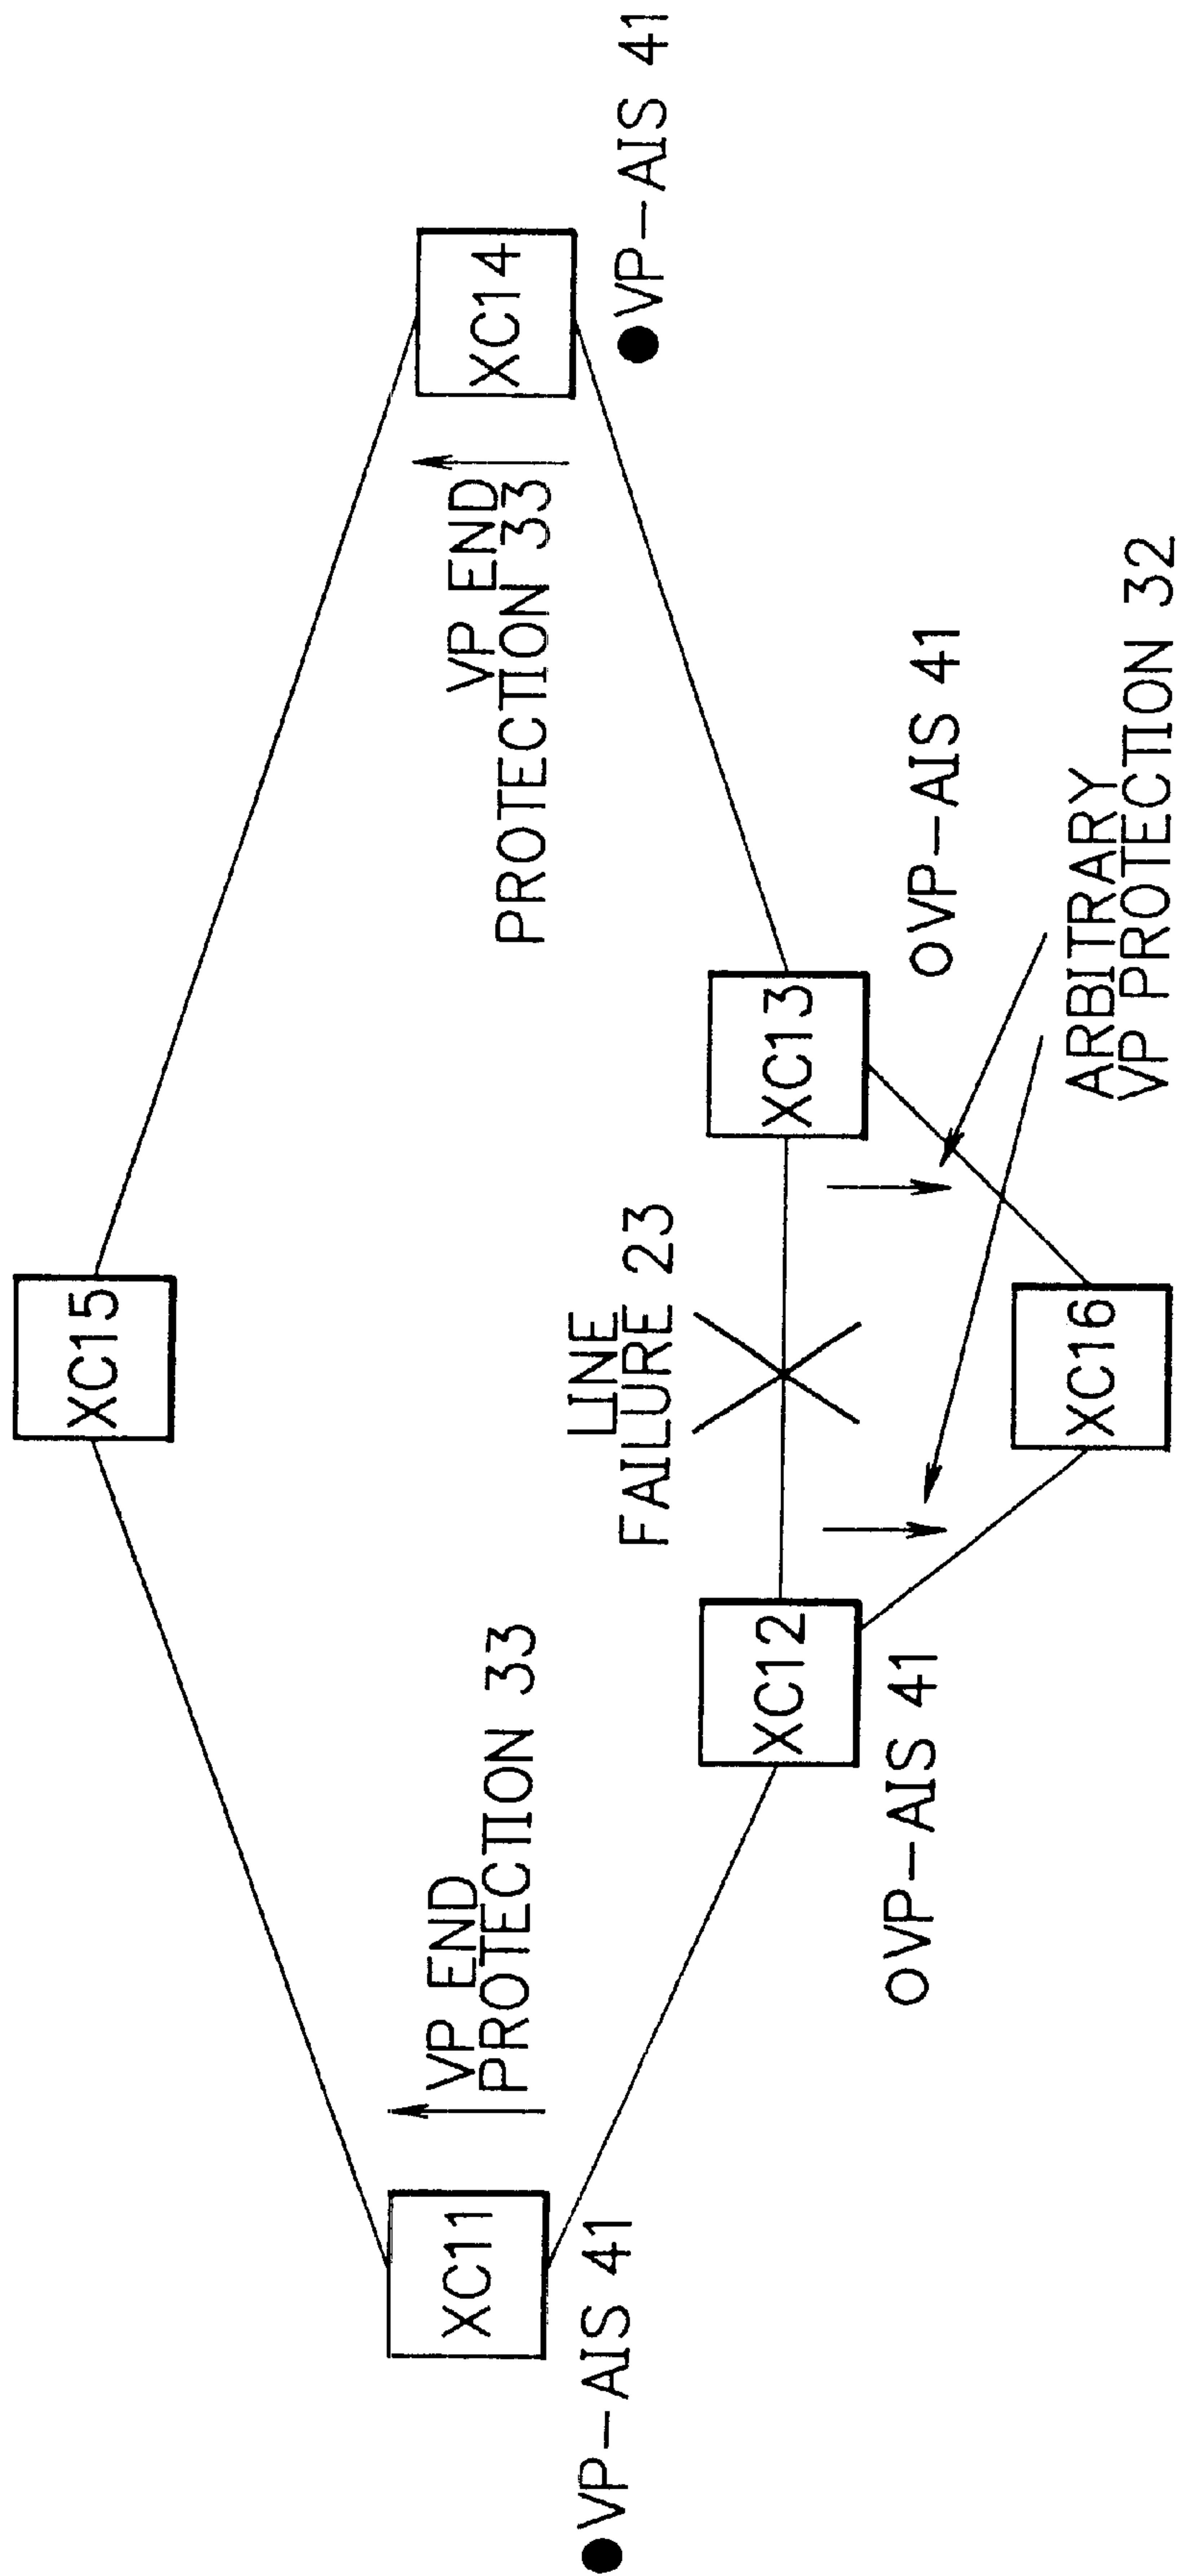 XC15
VP END
PROTECTION 33
VP END
PROTECTION 33
XC11
XC14
●VP-AIS 41
●VP-AIS 41
LINE
FAILURE 23
XC12
XC13
OVP-AIS 41
OVP-AIS 41
XC16
ARBITRARY
VP PROTECTION 32